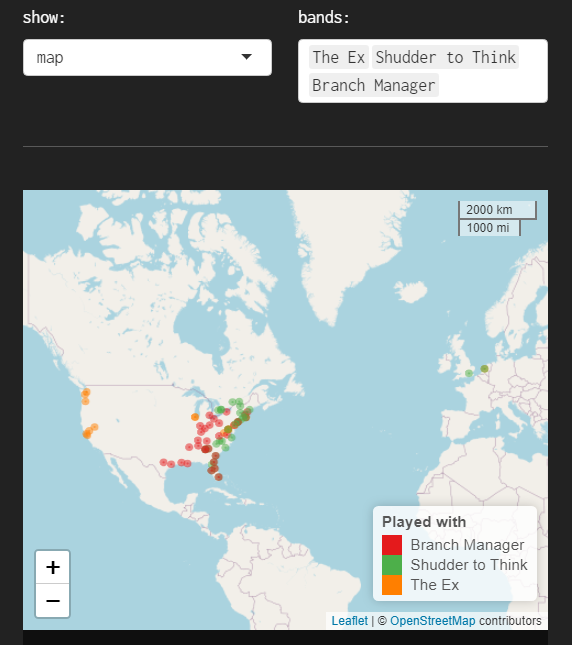 show:
bands:
map
The Ex Shudder to Think
Branch Manager
2000 km
1000 mi
Played with
Branch Manager
Shudder to Think
The Ex
+
−
Leaflet | © OpenStreetMap contributors